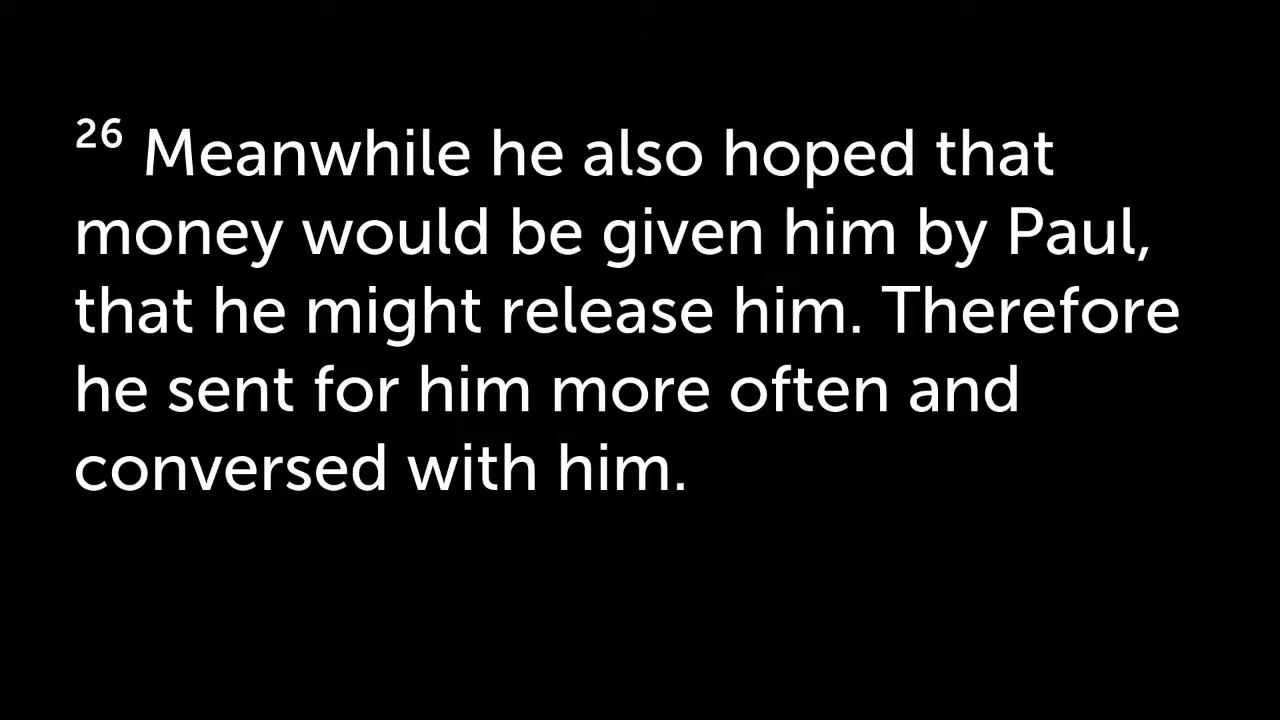 26 Meanwhile he also hoped that
money would be given him by Paul,
that he might release him. Therefore
he sent for him more often and
conversed with him.